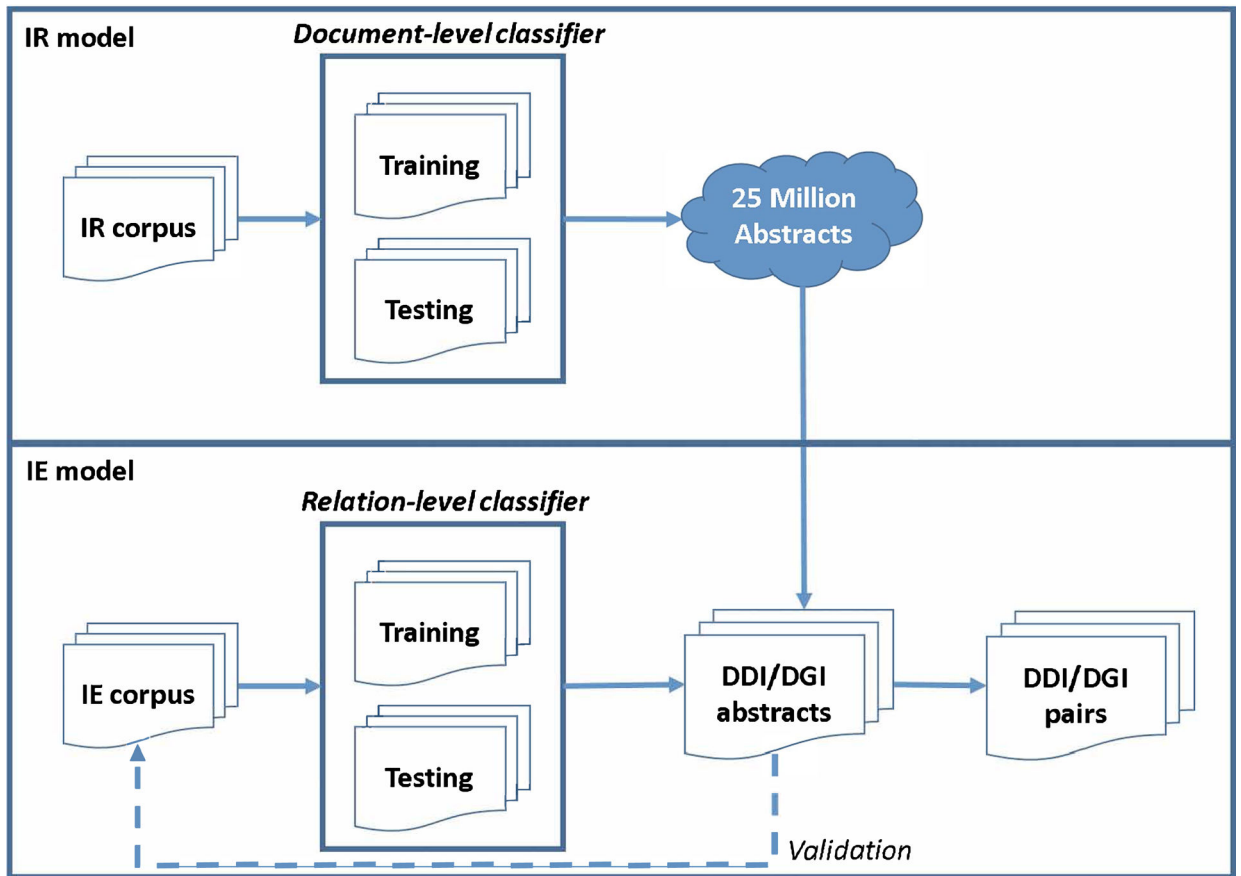 IR model
Document-level classifier
Training
IR corpus
Testing
25 Million
Abstracts
IE model
Relation-level classifier
Training
IE corpus
Testing
DDI/DGI
abstracts
DDI/DGI
pairs
Validation